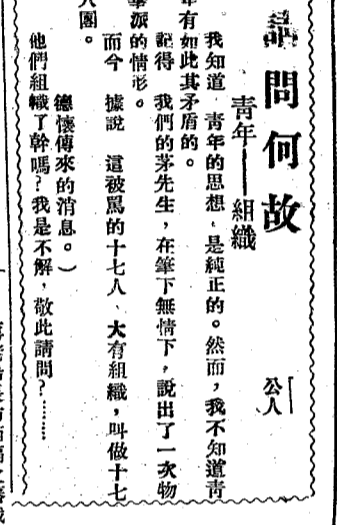 請問何故
青年——組織
公人
我知道 青年的思想，是純正的。然而，我不知道青
年有如此其矛盾的。
記得 我們的茅先生，在筆下無情下，說出了一次物
派的情形。
而今 據說 這被罵的十七人、大有組織，叫做十七
人團。
德懷傳來的消息。）
他們組織了幹嗎？我是不解，敬此請問？………